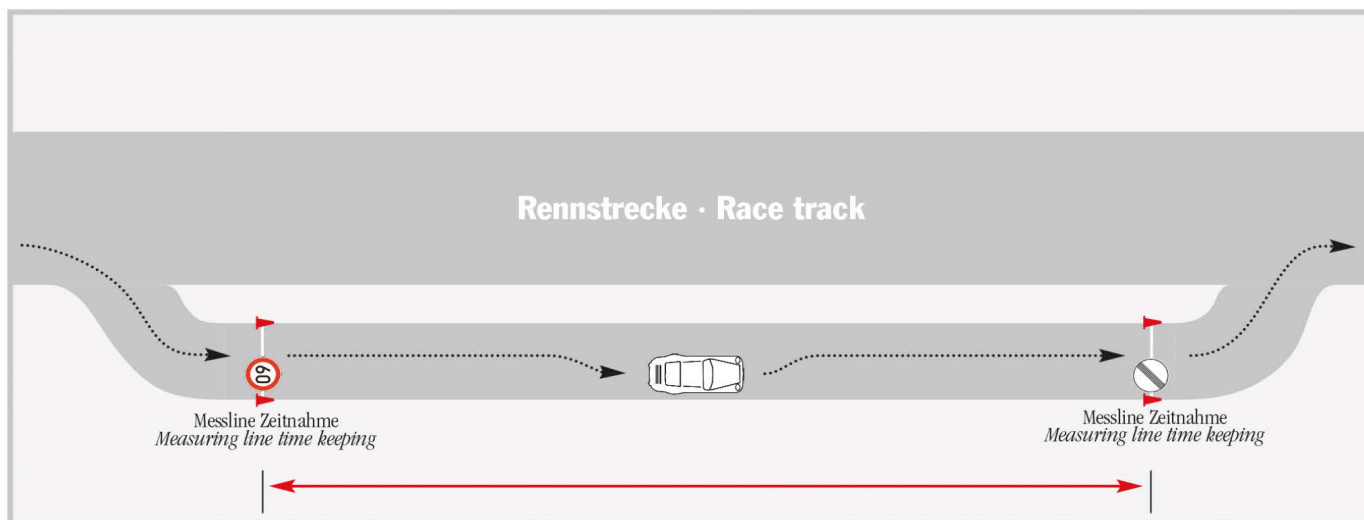 Rennstrecke · Race track
60
Messline Zeitnahme
Measuring line time keeping
Messline Zeitnahme
Measuring line time keeping